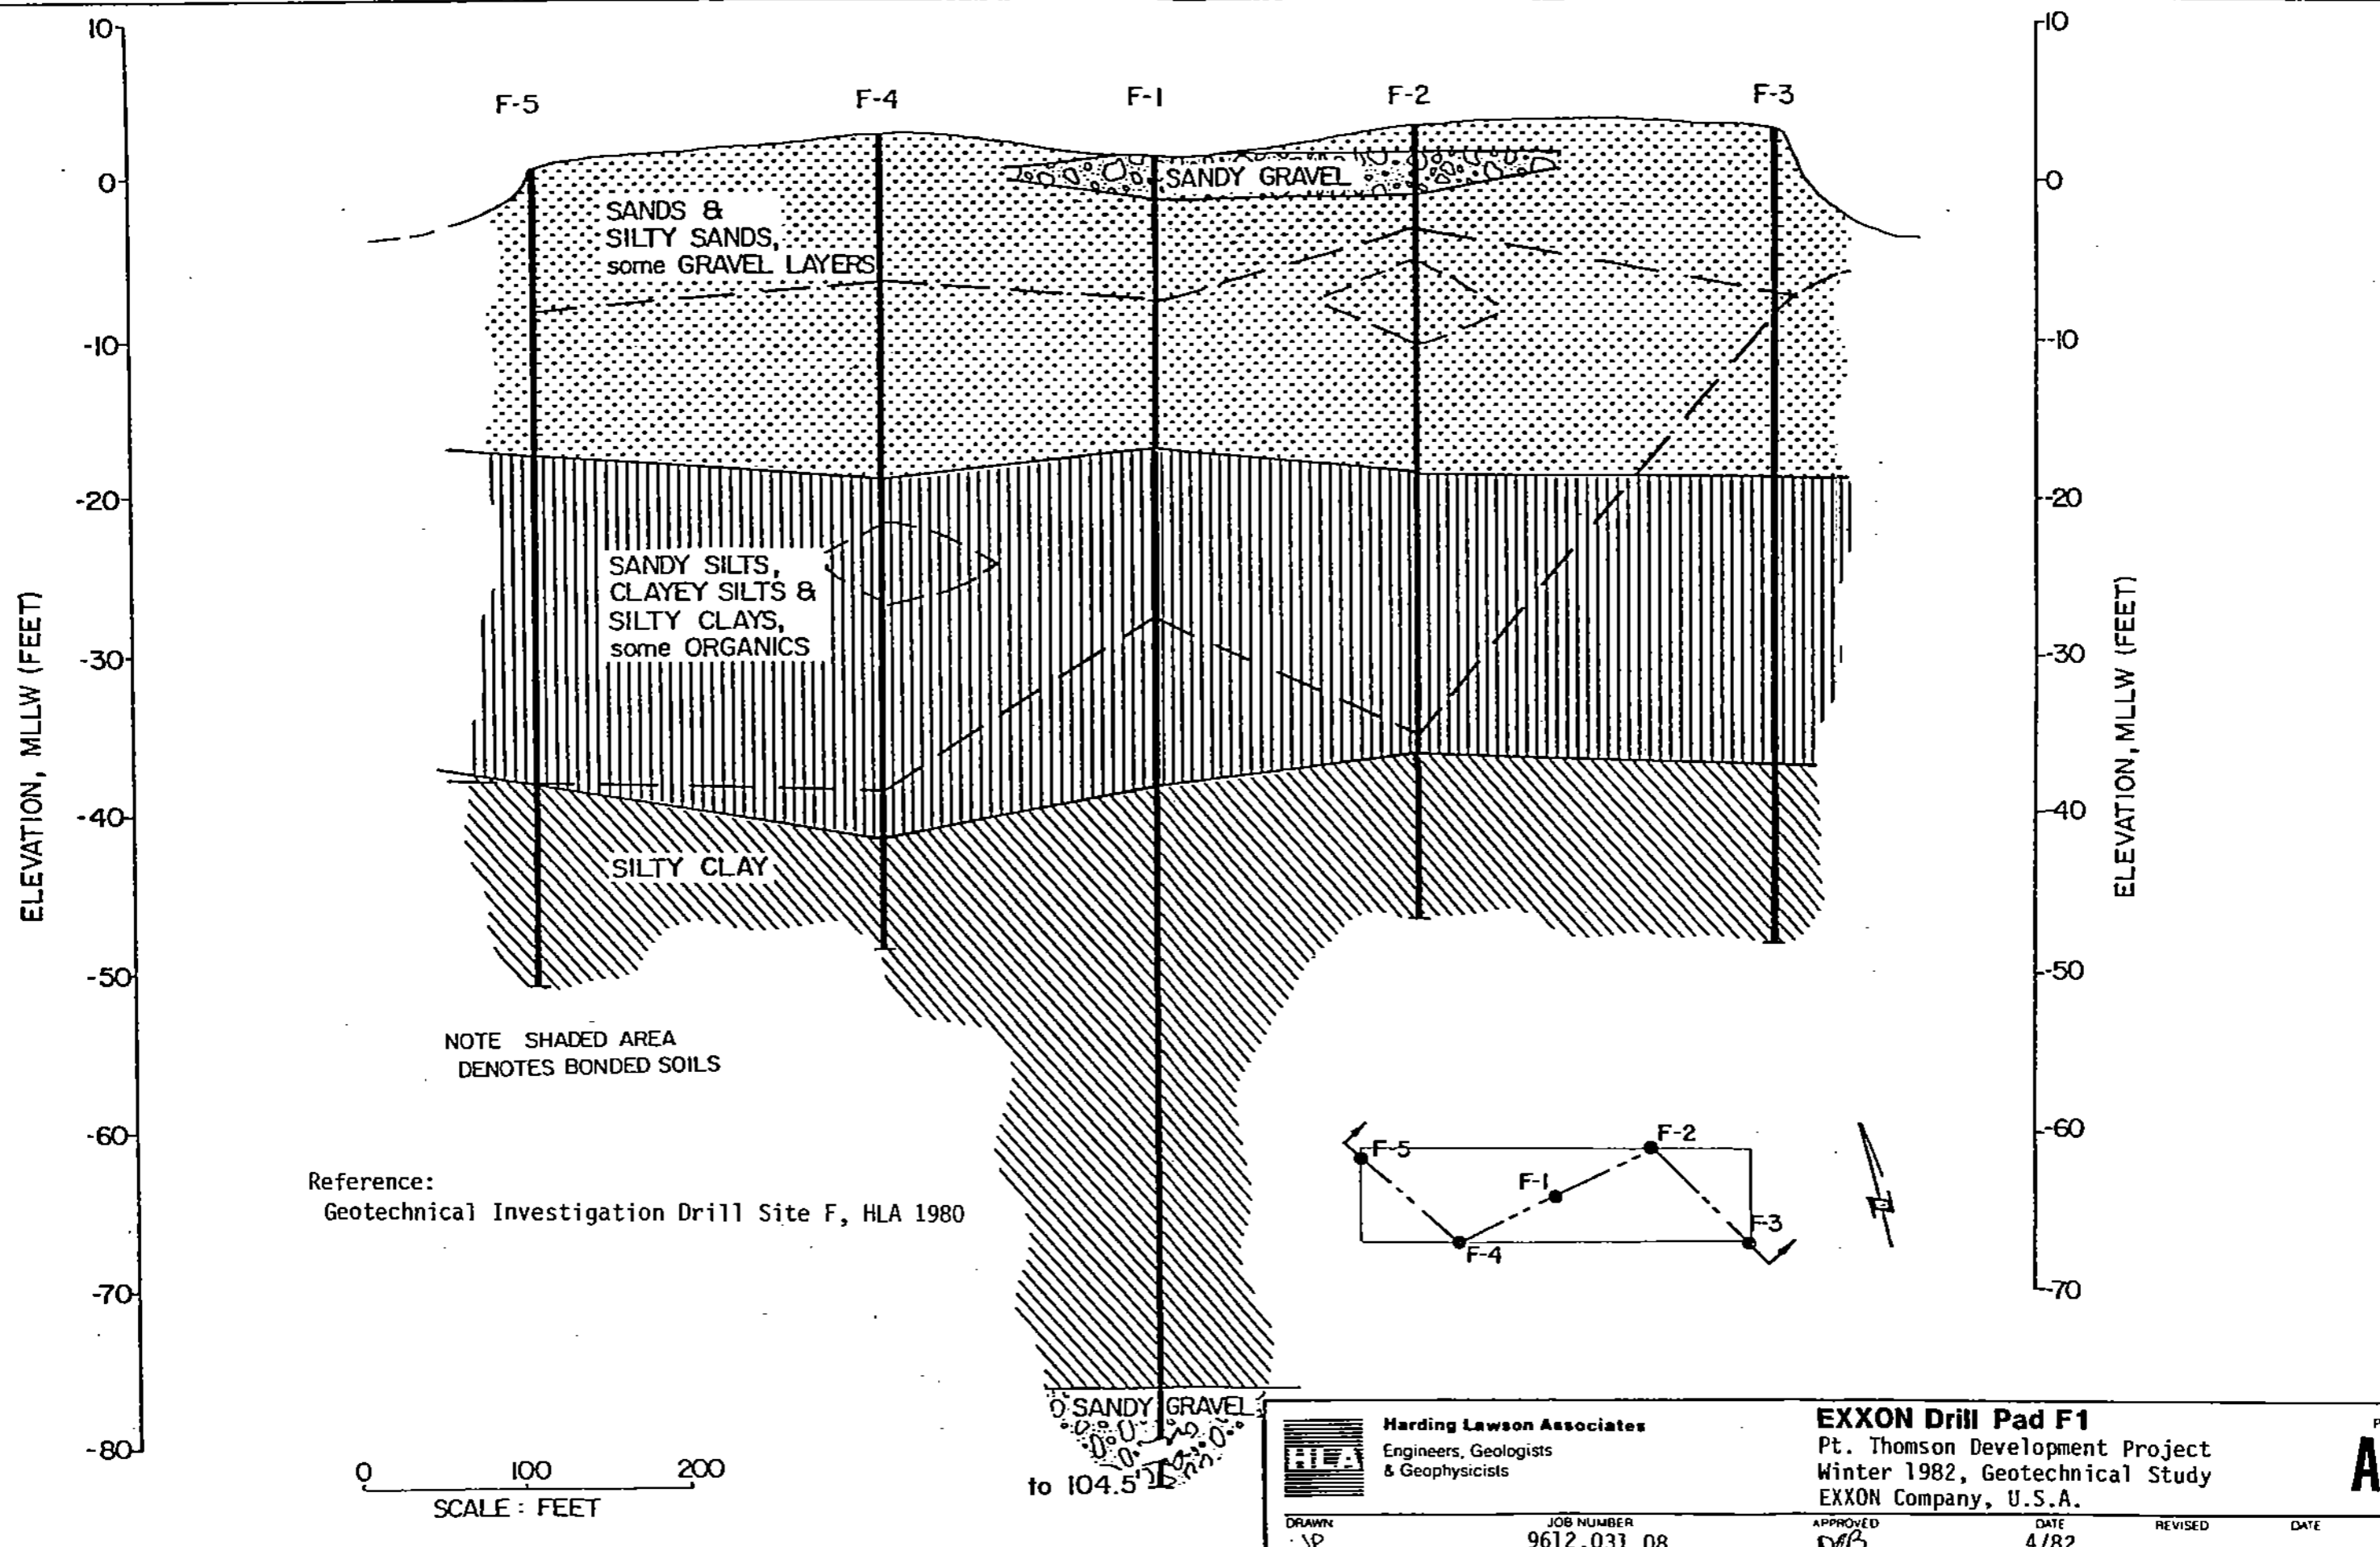 10
0
-10
-20
-30
-40
-50
-60
-70
-80
ELEVATION, MLLW (FEET)
F-5
F-4
F-1
F-2
F-3
SANDY GRAVEL
SANDS &
SILTY SANDS,
some GRAVEL LAYERS
SANDY SILTS,
CLAYEY SILTS &
SILTY CLAYS,
some ORGANICS
SILTY CLAY
10
0
-10
-20
-30
-40
-50
-60
-70
ELEVATION, MLLW (FEET)
NOTE SHADED AREA
DENOTES BONDED SOILS
Reference:
Geotechnical Investigation Drill Site F, HLA 1980
F-5
F-2
F-1
F-3
F-4
SANDY GRAVEL
to 104.5'
0 100 200
SCALE : FEET
HLA
Harding Lawson Associates
Engineers, Geologists
& Geophysicists
EXXON Drill Pad F1
Pt. Thomson Development Project
Winter 1982, Geotechnical Study
EXXON Company, U.S.A.
DRAWN
JOB NUMBER
9612,031 08
APPROVED
DATE
4/82
REVISED
DATE